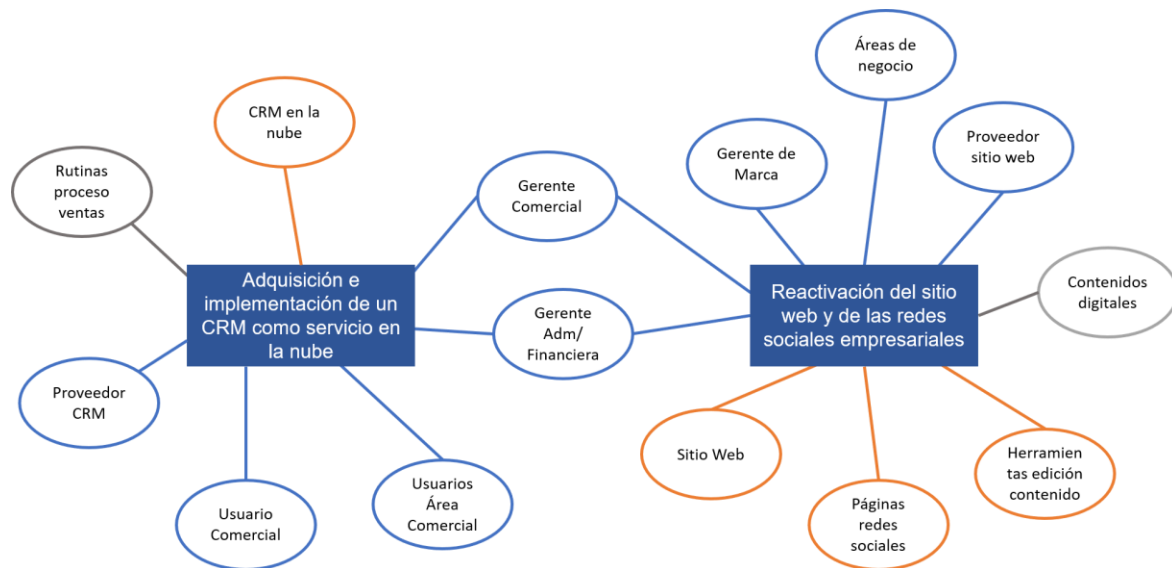 Áreas de
negocio
CRM en la
nube
Proveedor
sitio web
Gerente de
Marca
Rutinas
proceso
ventas
Gerente
Comercial
Adquisición e
implementación de un
CRM como servicio en
la nube
Reactivación del sitio
web y de las redes
sociales empresariales
Contenidos
digitales
Gerente
Adm/
Financiera
Proveedor
CRM
Sitio Web
Herramien
tas edición
contenido
Usuarios
Área
Comercial
Usuario
Comercial
Páginas
redes
sociales